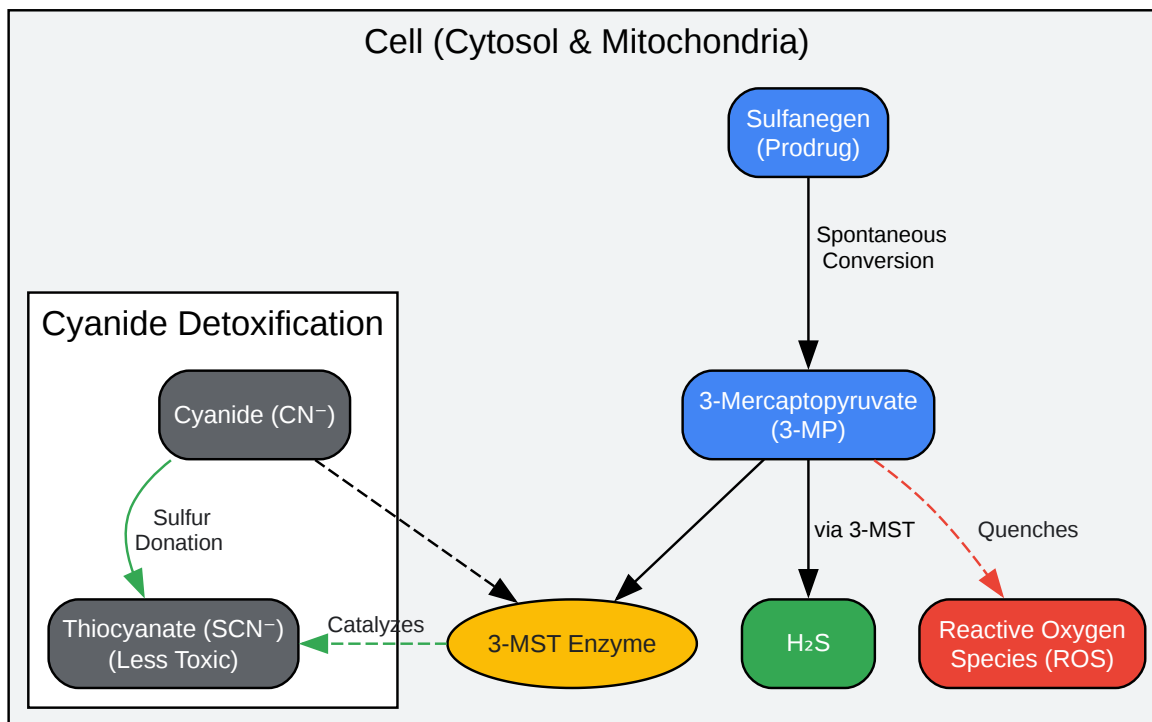 Cell (Cytosol & Mitochondria)
Sulfanegen
(Prodrug)
Spontaneous
Conversion
Cyanide Detoxification
Cyanide (CN⁻)
3-Mercaptopyruvate
(3-MP)
Sulfur
Donation
via 3-MST
Quenches
Thiocyanate (SCN⁻)
(Less Toxic)
Catalyzes
3-MST Enzyme
H₂S
Reactive Oxygen
Species (ROS)